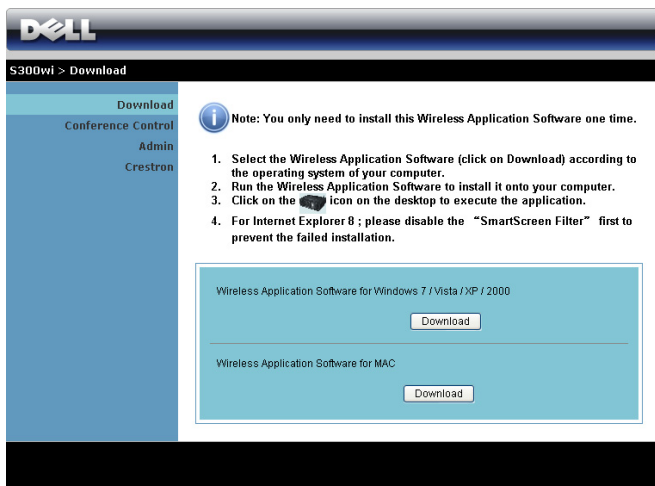 DELL
S300wi > Download
Download
Conference Control
Admin
Crestron
Note: You only need to install this Wireless Application Software one time.
1. Select the Wireless Application Software (click on Download) according to
the operating system of your computer.
2. Run the Wireless Application Software to install it onto your computer.
3. Click on the icon on the desktop to execute the application.
4. For Internet Explorer 8 ; please disable the “SmartScreen Filter” first to
prevent the failed installation.
Wireless Application Software for Windows 7 / Vista / XP / 2000
Download
Wireless Application Software for MAC
Download